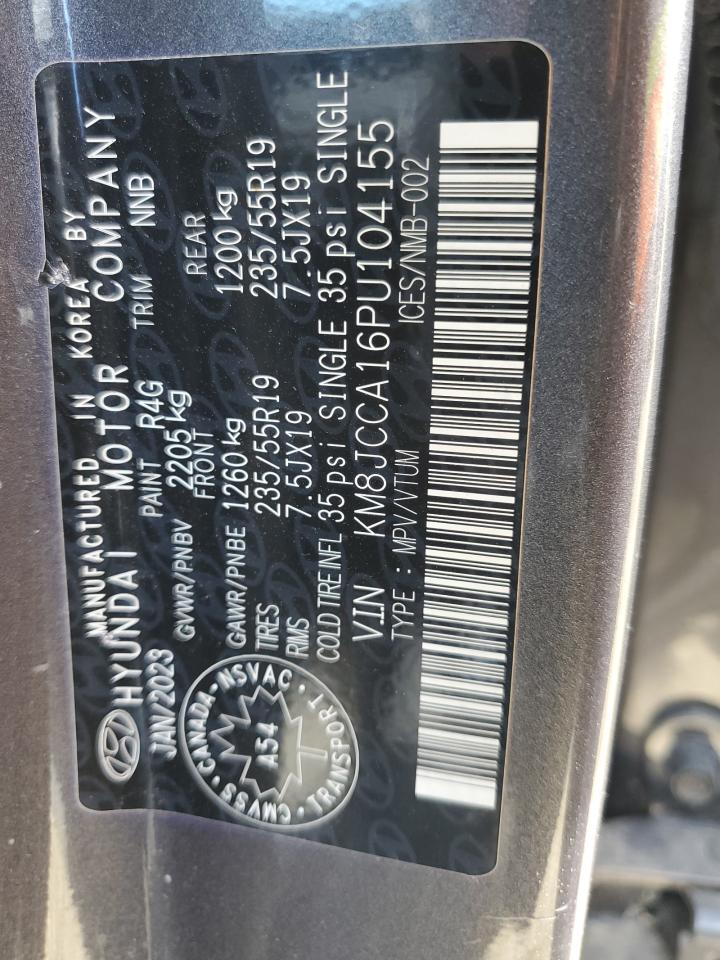 MANUFACTURED IN KOREA BY
HYUNDAI MOTOR COMPANY
JAN/2023 PAINT R4G TRIM NNB
GVWR/PNBV 2205 kg
FRONT REAR
GAWR/PNBE 1260 kg 1200 kg
TIRES 235/55R19 235/55R19
RIMS 7.5JX19 7.5JX19
COLD TIRE INFL 35 psi SINGLE 35 psi SINGLE
VIN KM8JCCA16PU104155
TYPE : MPV/VTUM ICES/NMB-002
CMVSS · CANADA · NSVAC · TRANSPORT
A54